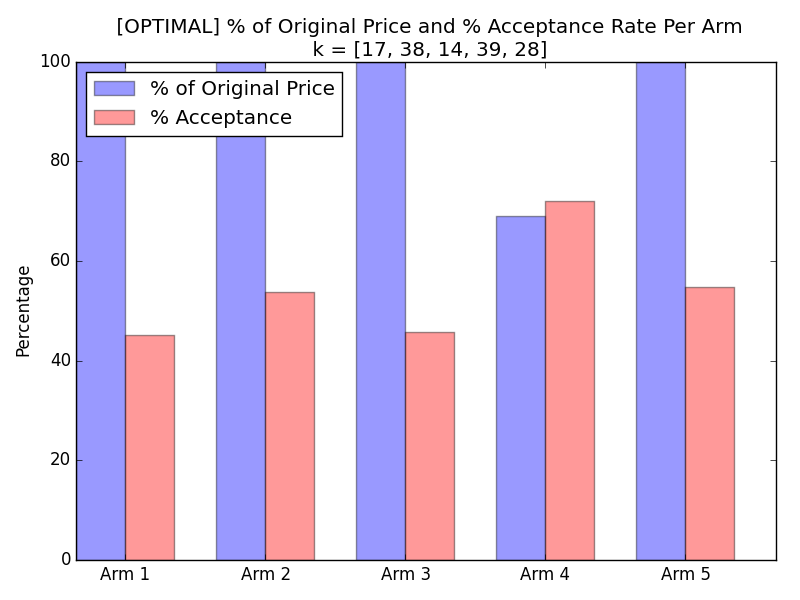 [OPTIMAL] % of Original Price and % Acceptance Rate Per Arm
k = [17, 38, 14, 39, 28]
% of Original Price
% Acceptance
Percentage
100
80
60
40
20
0
Arm 1
Arm 2
Arm 3
Arm 4
Arm 5